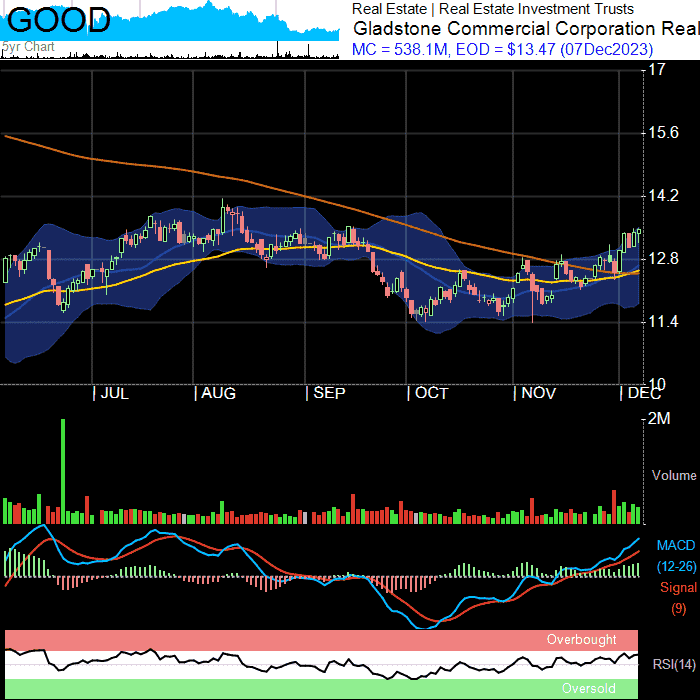 GOOD
5yr Chart
Real Estate | Real Estate Investment Trusts
Gladstone Commercial Corporation Real
MC = 538.1M, EOD = $13.47 (07Dec2023)
17
15.6
14.2
12.8
11.4
10
| JUL | AUG | SEP | OCT | NOV | DEC
2M
Volume
MACD
(12-26)
Signal
(9)
Overbought
RSI(14)
Oversold